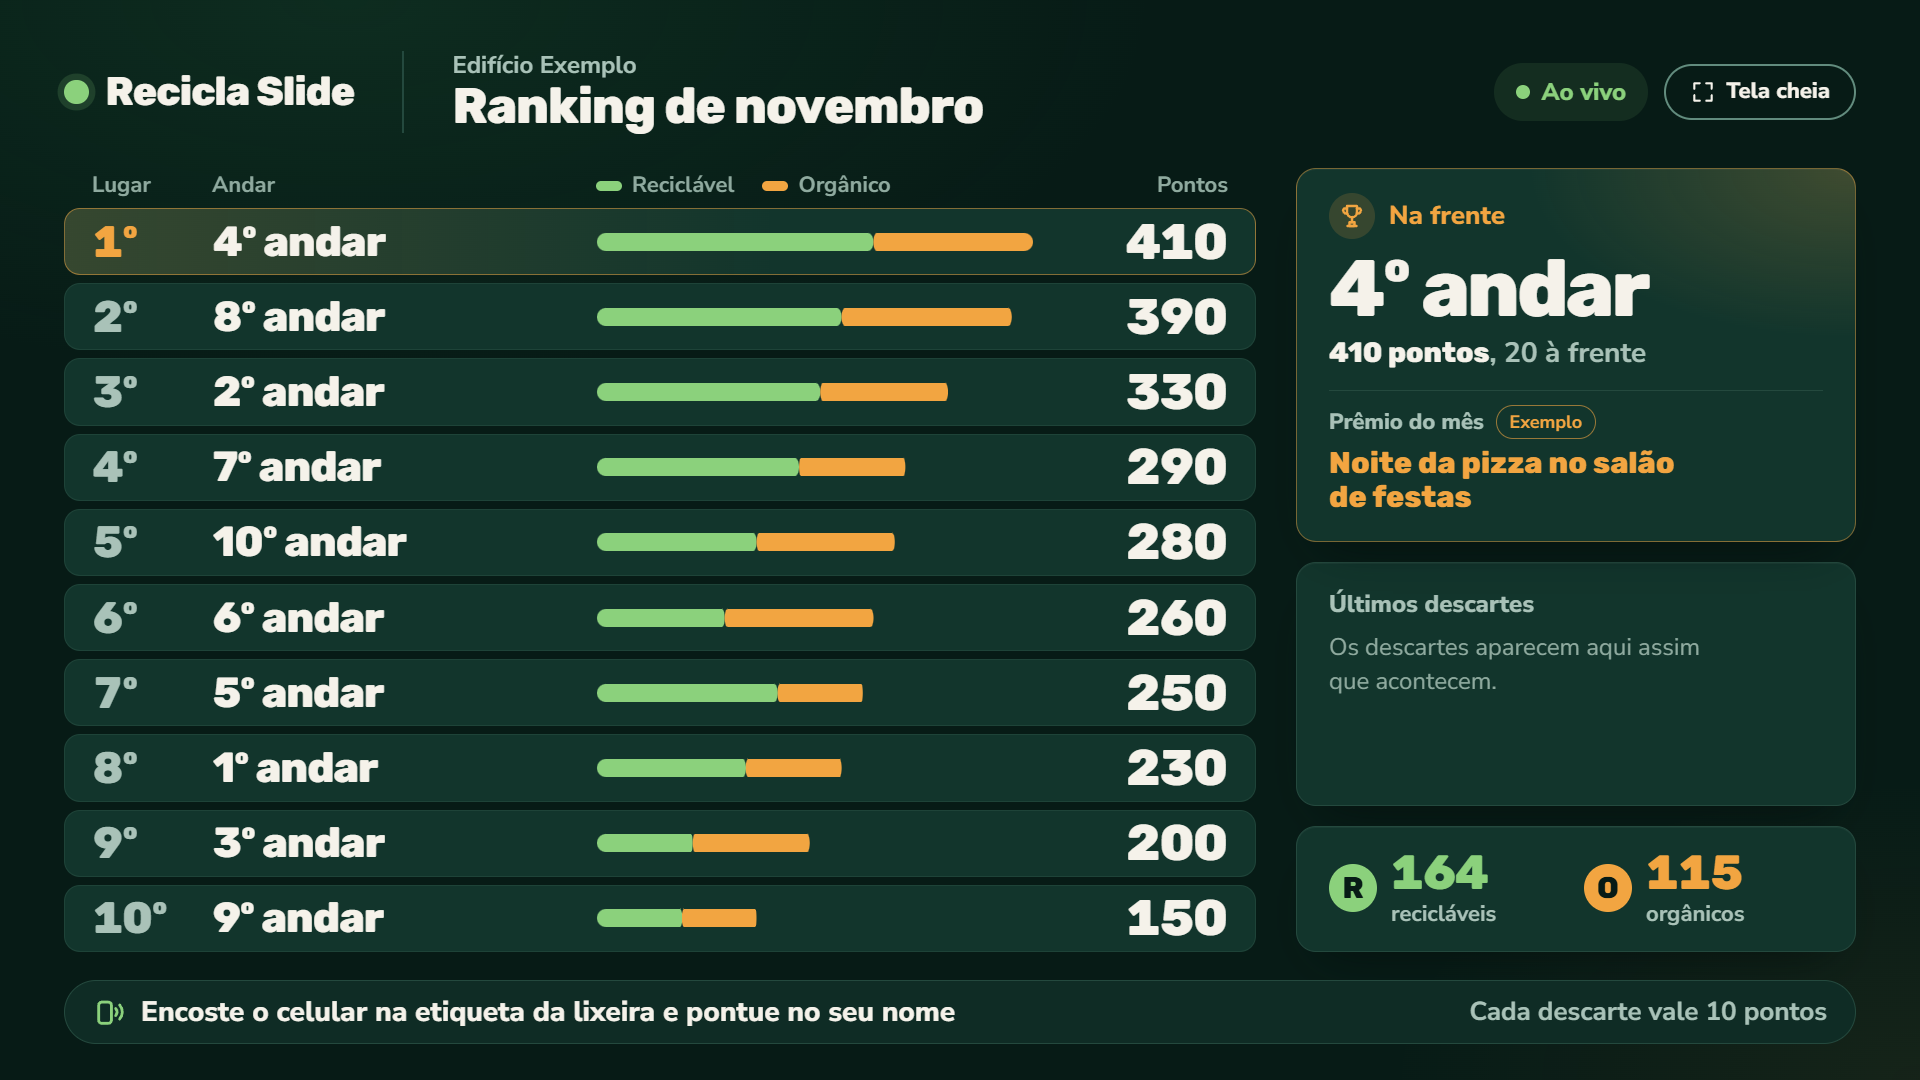 Recicla Slide
Edifício Exemplo
Ranking de novembro
Ao vivo
Tela cheia
Lugar Andar Reciclável Orgânico Pontos
1º 4º andar 410
2º 8º andar 390
3º 2º andar 330
4º 7º andar 290
5º 10º andar 280
6º 6º andar 260
7º 5º andar 250
8º 1º andar 230
9º 3º andar 200
10º 9º andar 150
Na frente
4º andar
410 pontos, 20 à frente
Prêmio do mês Exemplo
Noite da pizza no salão
de festas
Últimos descartes
Os descartes aparecem aqui assim
que acontecem.
R 164 recicláveis
O 115 orgânicos
Encoste o celular na etiqueta da lixeira e pontue no seu nome
Cada descarte vale 10 pontos